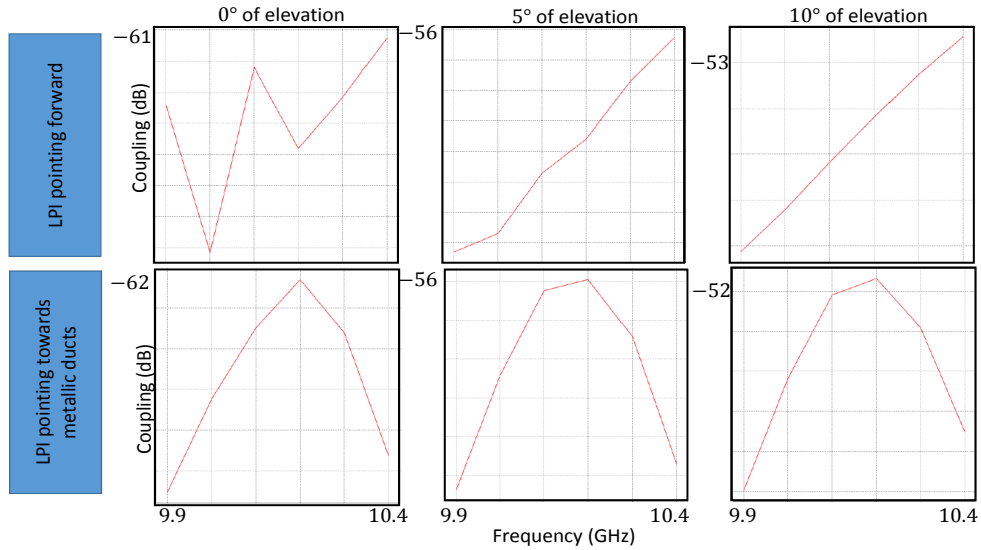 0° of elevation
5° of elevation
10° of elevation
LPI pointing forward
Coupling (dB)
−61
−56
−53
LPI pointing towards
metallic ducts
Coupling (dB)
−62
−56
−52
9.9
10.4
9.9
10.4
9.9
10.4
Frequency (GHz)